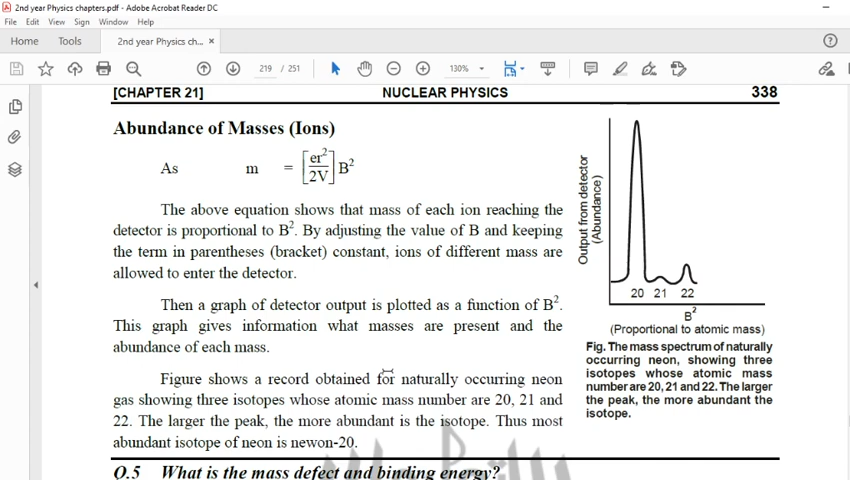 2nd year Physics chapters.pdf - Adobe Acrobat Reader DC
File Edit View Sign Window Help
Home Tools 2nd year Physics ch... ×
219 / 251 130%
[CHAPTER 21] NUCLEAR PHYSICS 338
Abundance of Masses (Ions)
As m = [er²/2V] B²
The above equation shows that mass of each ion reaching the
detector is proportional to B². By adjusting the value of B and keeping
the term in parentheses (bracket) constant, ions of different mass are
allowed to enter the detector.
Then a graph of detector output is plotted as a function of B².
This graph gives information what masses are present and the
abundance of each mass.
Figure shows a record obtained for naturally occurring neon
gas showing three isotopes whose atomic mass number are 20, 21 and
22. The larger the peak, the more abundant is the isotope. Thus most
abundant isotope of neon is newon-20.
Output from detector
(Abundance)
20 21 22
B²
(Proportional to atomic mass)
Fig. The mass spectrum of naturally
occurring neon, showing three
isotopes whose atomic mass
number are 20, 21 and 22. The larger
the peak, the more abundant the
isotope.
Q.5 What is the mass defect and binding energy?